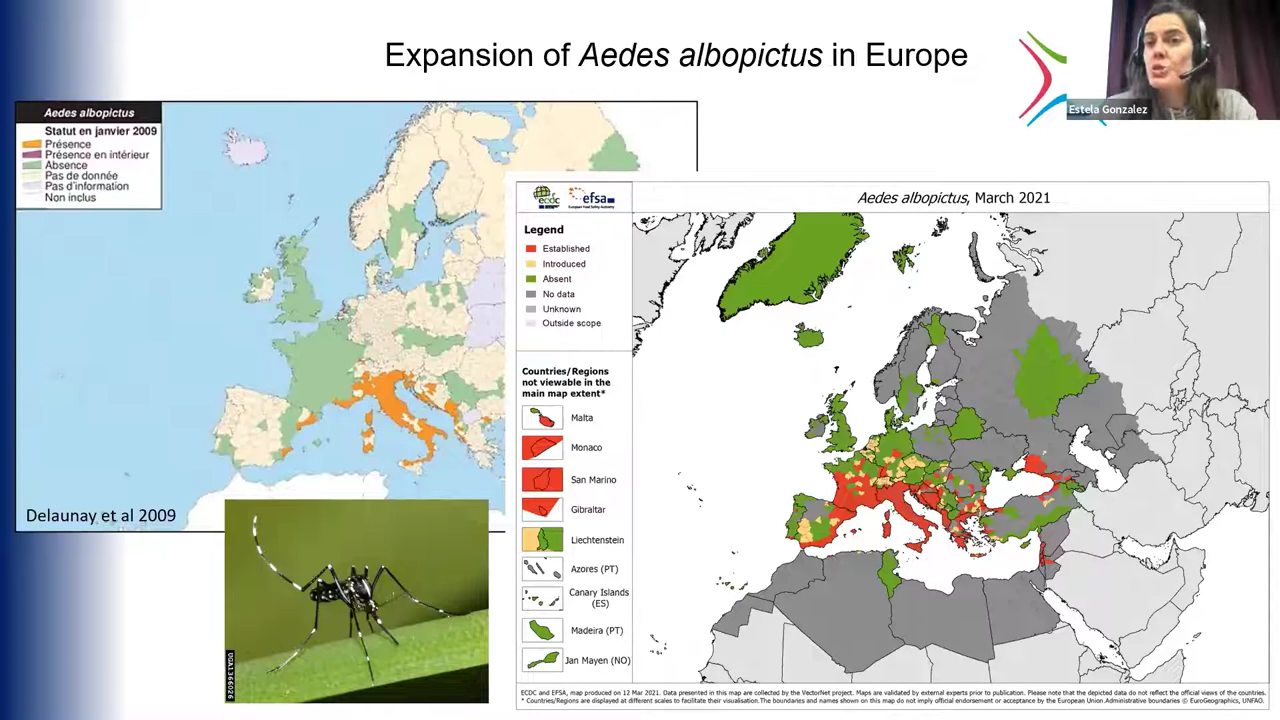 Expansion of Aedes albopictus in Europe
Estela Gonzalez
Aedes albopictus
Statut en janvier 2009
Présence
Présence en intérieur
Absence
Pas de donnée
Pas d'information
Non inclus
Delaunay et al 2009
UGA1366026
ecdc
efsa
European Food Safety Authority
Aedes albopictus, March 2021
Legend
Established
Introduced
Absent
No data
Unknown
Outside scope
Countries/Regions
not viewable in the
main map extent*
Malta
Monaco
San Marino
Gibraltar
Liechtenstein
Azores (PT)
Canary Islands
(ES)
Madeira (PT)
Jan Mayen (NO)
ECDC and EFSA, map produced on 12 Mar 2021. Data presented in this map are collected by the VectorNet project. Maps are validated by external experts prior to publication. Please note that the depicted data do not reflect the official views of the countries.
* Countries/Regions are displayed at different scales to facilitate their visualisation.The boundaries and names shown on this map do not imply official endorsement or acceptance by the European Union.Administrative boundaries © EuroGeographics, UNFAO.